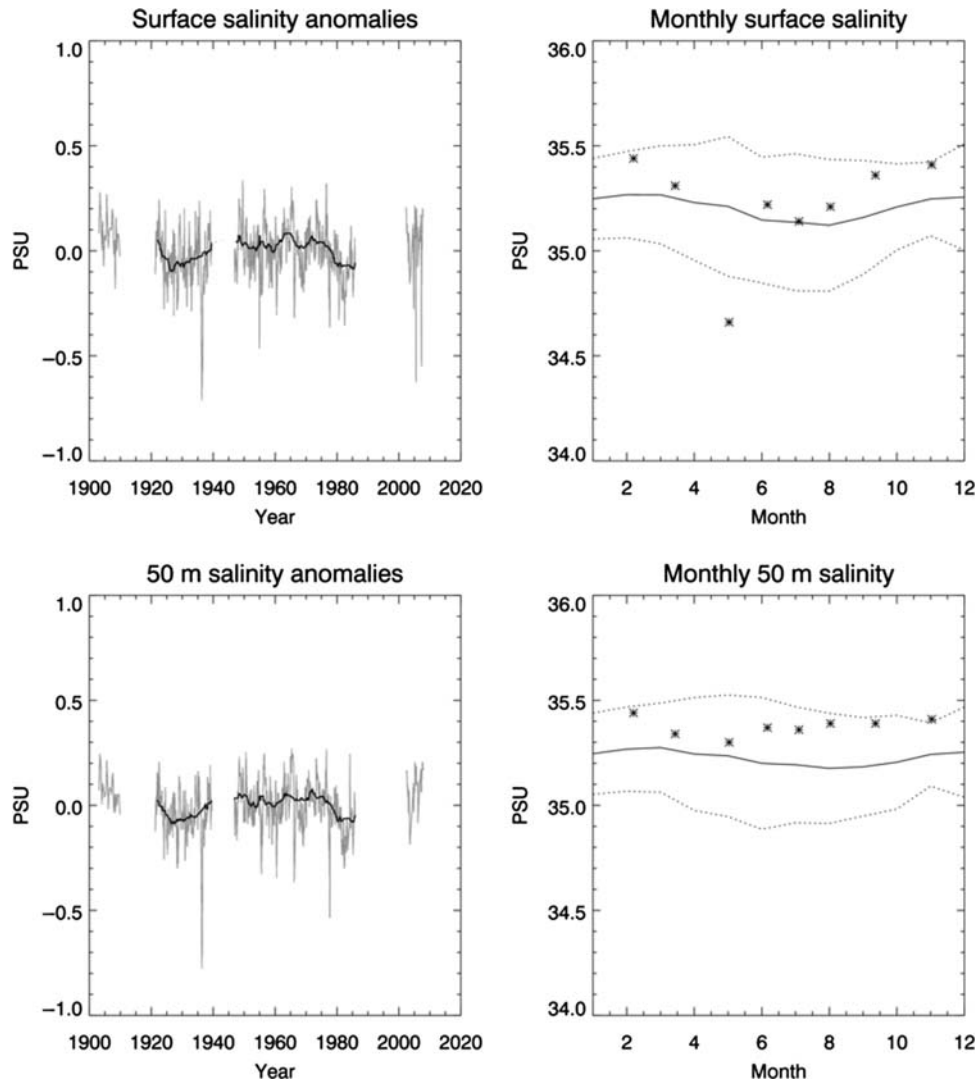 Surface salinity anomalies
1.0
0.5
0.0
−0.5
−1.0
PSU
1900 1920 1940 1960 1980 2000 2020
Year
Monthly surface salinity
36.0
35.5
35.0
34.5
34.0
PSU
2 4 6 8 10 12
Month
50 m salinity anomalies
1.0
0.5
0.0
−0.5
−1.0
PSU
1900 1920 1940 1960 1980 2000 2020
Year
Monthly 50 m salinity
36.0
35.5
35.0
34.5
34.0
PSU
2 4 6 8 10 12
Month